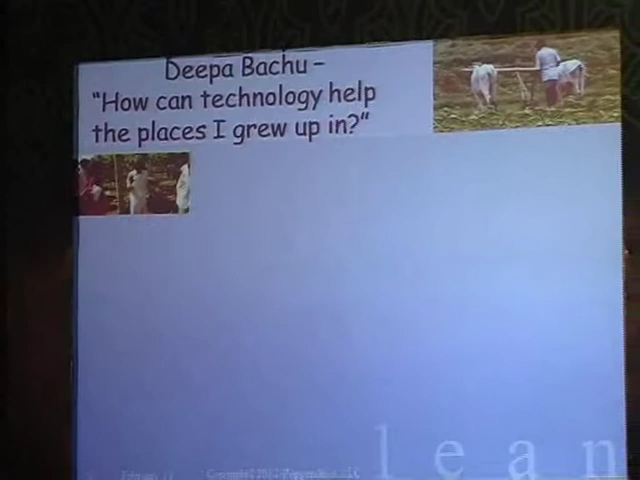 Deepa Bachu –
“How can technology help
the places I grew up in?”
l e a n